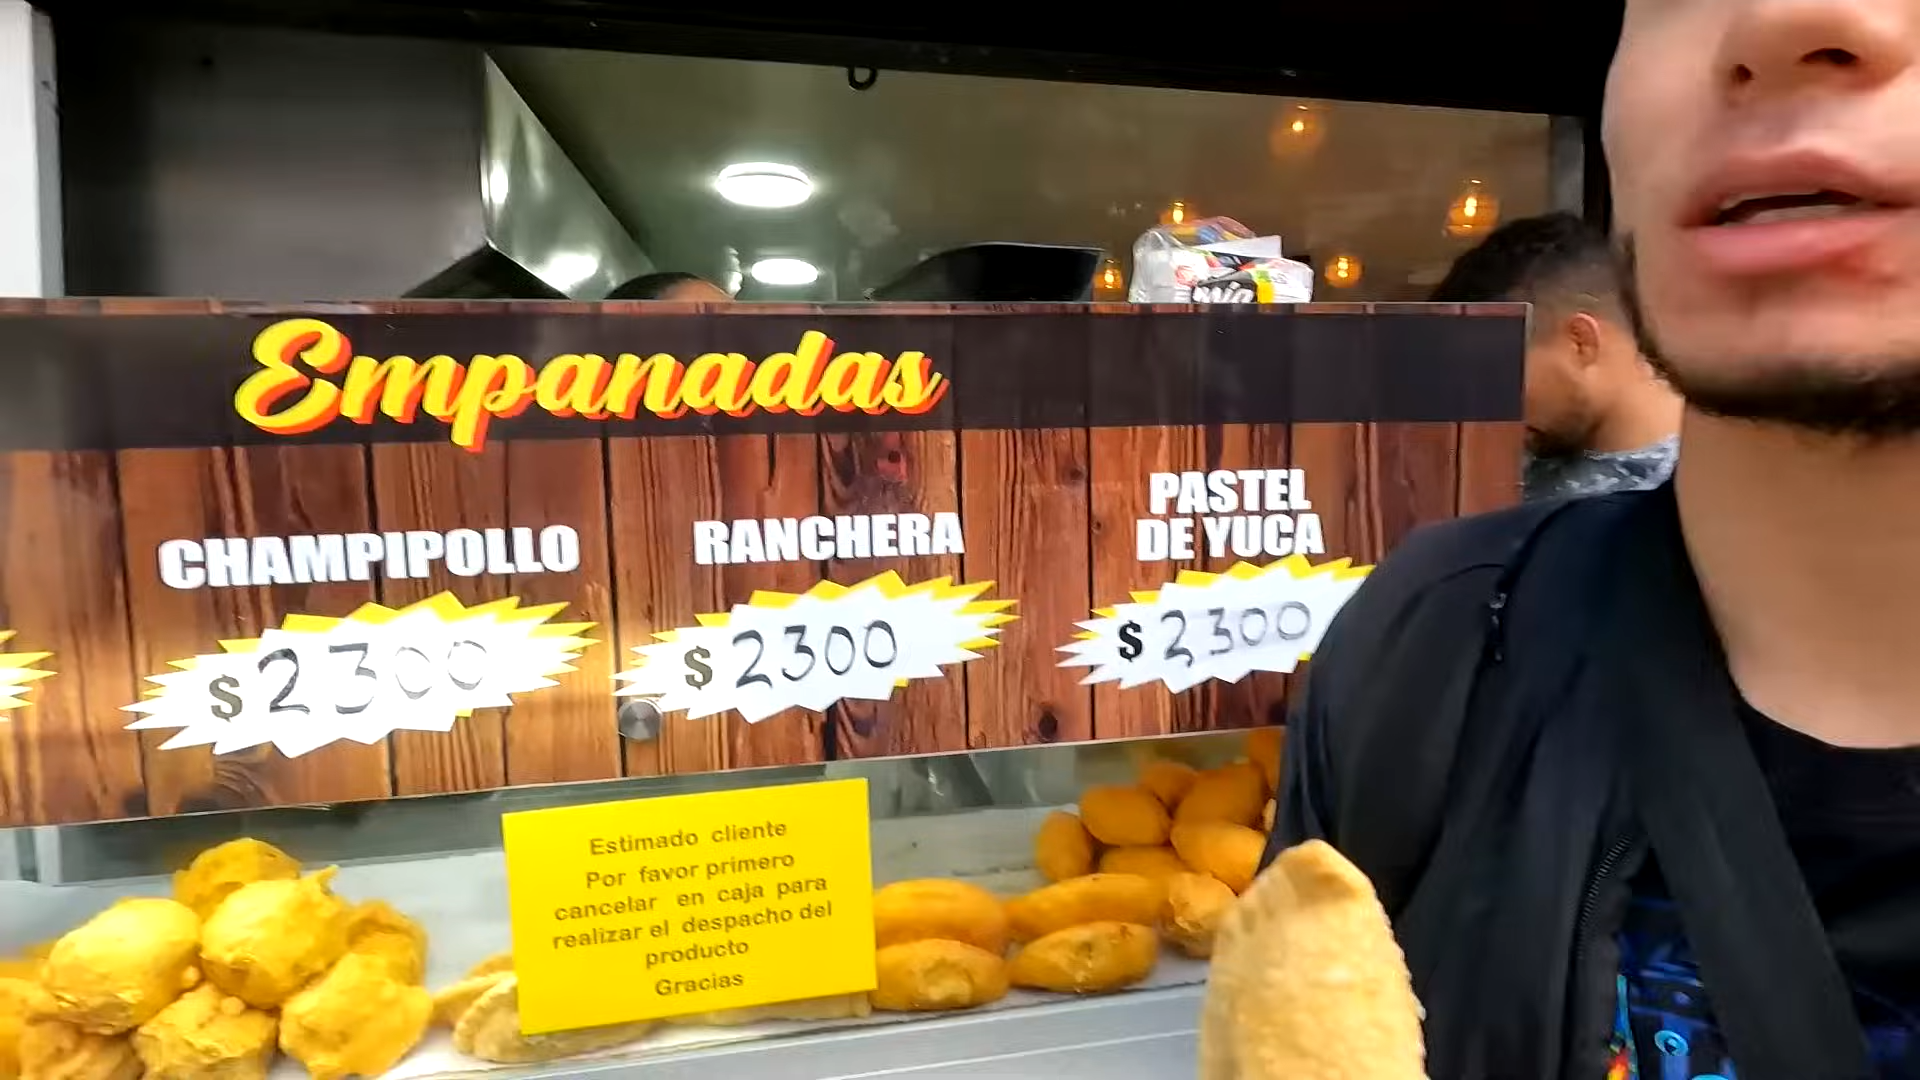 Empanadas
CHAMPIPOLLO
$ 2300
RANCHERA
$ 2300
PASTEL
DE YUCA
$ 2300
Estimado cliente
Por favor primero
cancelar en caja para
realizar el despacho del
producto
Gracias